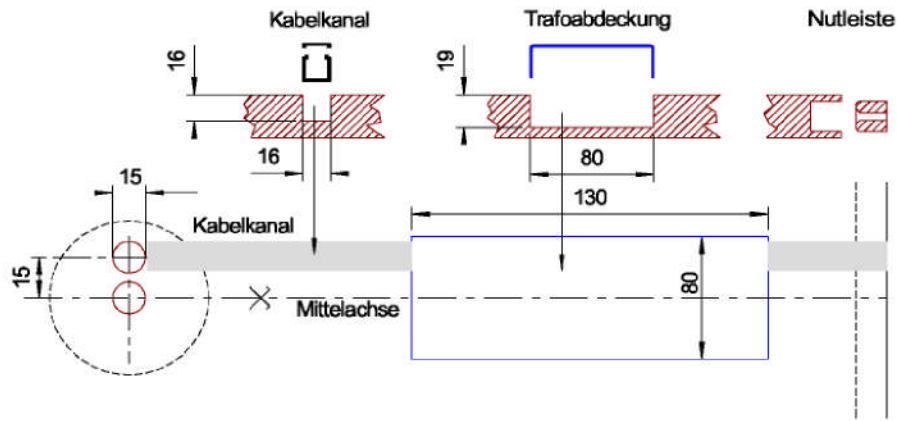 Kabelkanal
Trafoabdeckung
Nutleiste
16
19
16
80
15
130
Kabelkanal
15
80
Mittelachse